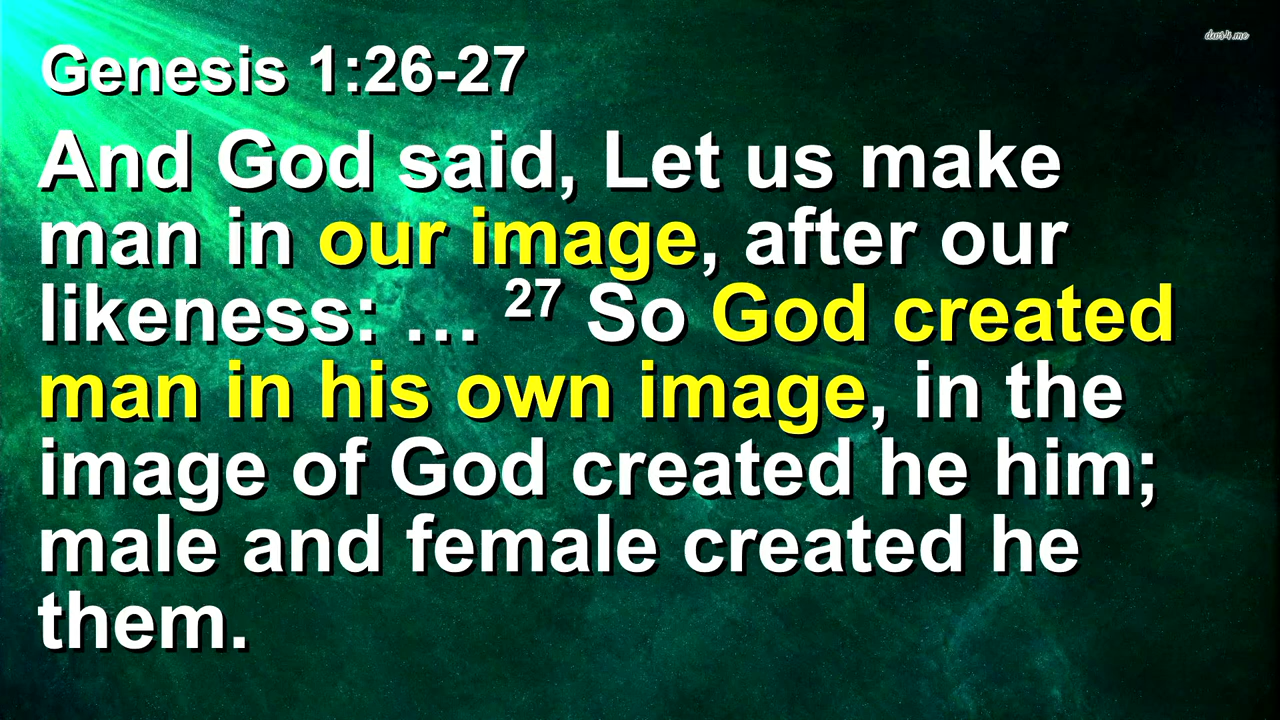 Genesis 1:26-27
And God said, Let us make
man in our image, after our
likeness: … 27 So God created
man in his own image, in the
image of God created he him;
male and female created he
them.